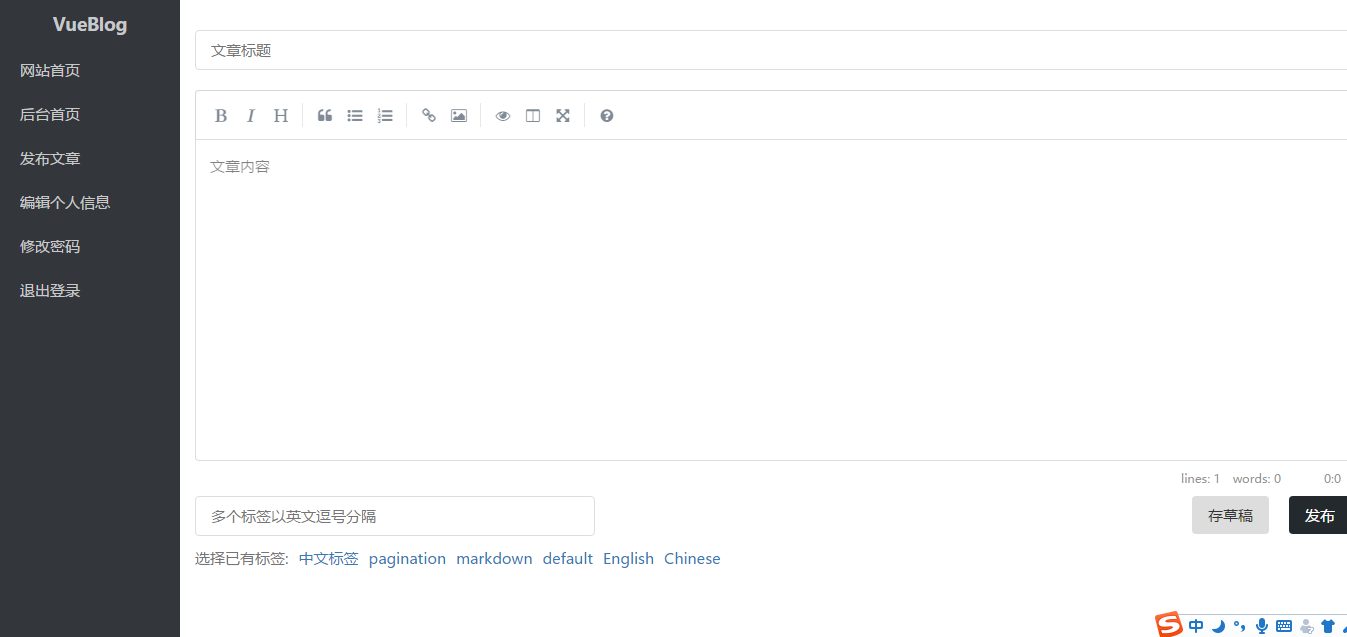 VueBlog
网站首页
后台首页
发布文章
编辑个人信息
修改密码
退出登录
文章标题
B I H
文章内容
lines: 1 words: 0 0:0
多个标签以英文逗号分隔
存草稿 发布
选择已有标签: 中文标签 pagination markdown default English Chinese
S 中